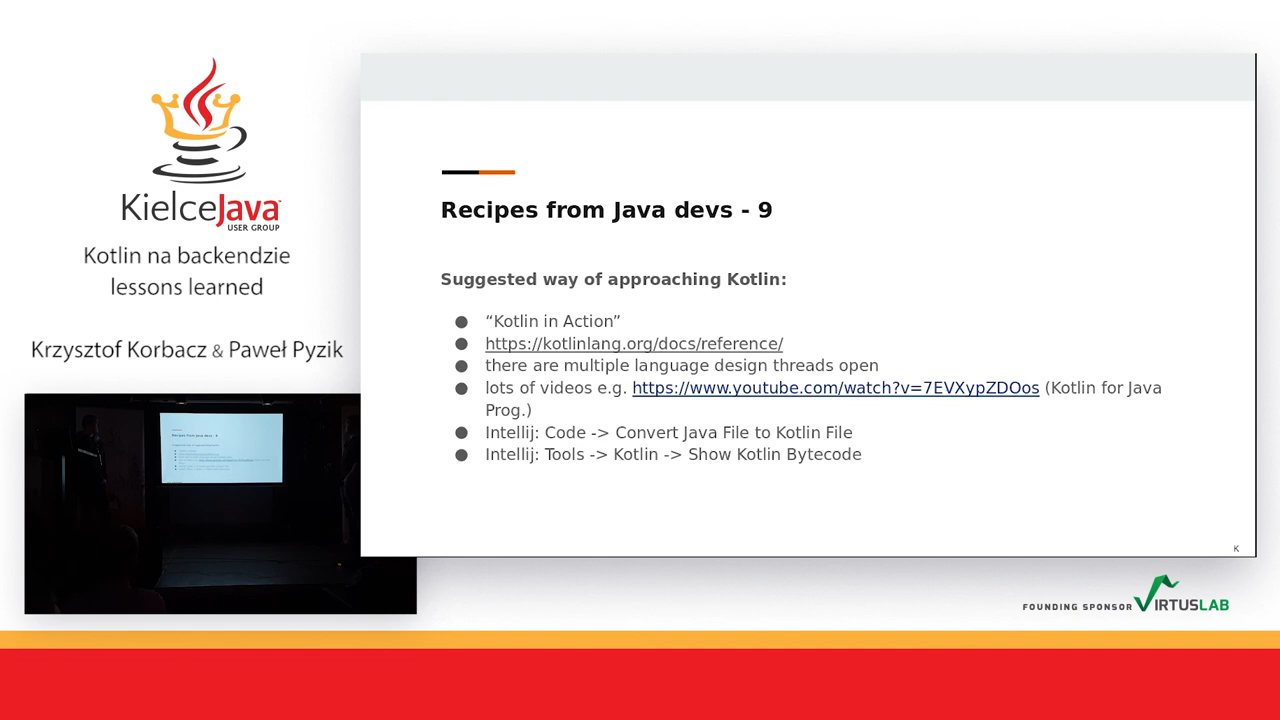 KielceJava
USER GROUP
Kotlin na backendzie
lessons learned
Krzysztof Korbacz & Paweł Pyzik
Recipes from Java devs - 9
Suggested way of approaching Kotlin:
● “Kotlin in Action”
● https://kotlinlang.org/docs/reference/
● there are multiple language design threads open
● lots of videos e.g. https://www.youtube.com/watch?v=7EVXypZDOos (Kotlin for Java
Prog.)
● Intellij: Code -> Convert Java File to Kotlin File
● Intellij: Tools -> Kotlin -> Show Kotlin Bytecode
K
FOUNDING SPONSOR VIRTUSLAB